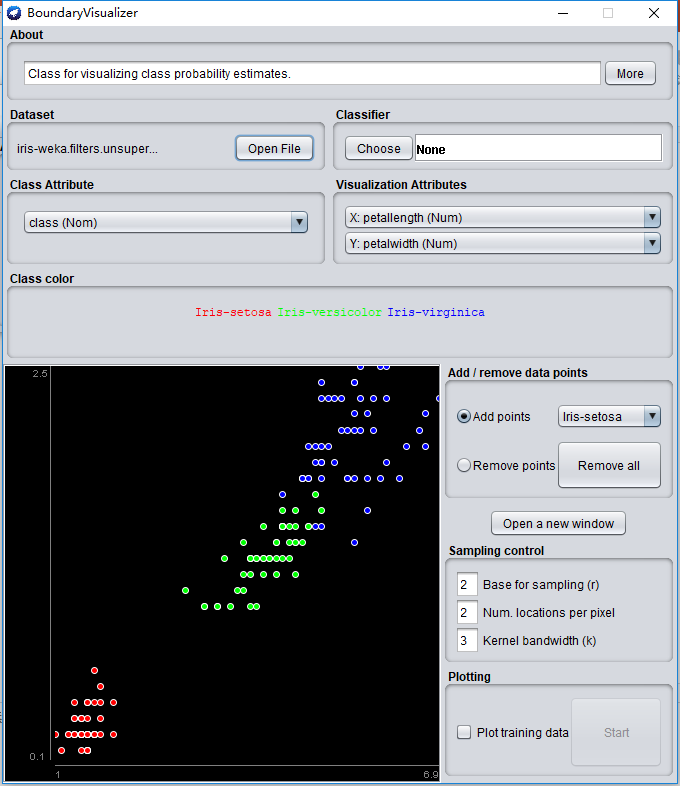 BoundaryVisualizer
About
Class for visualizing class probability estimates.
More
Dataset
iris-weka.filters.unsuper...
Open File
Classifier
Choose
None
Class Attribute
class (Nom)
Visualization Attributes
X: petallength (Num)
Y: petalwidth (Num)
Class color
Iris-setosa Iris-versicolor Iris-virginica
2.5
0.1
1
6.9
Add / remove data points
Add points
Iris-setosa
Remove points
Remove all
Open a new window
Sampling control
2 Base for sampling (r)
2 Num. locations per pixel
3 Kernel bandwidth (k)
Plotting
Plot training data
Start